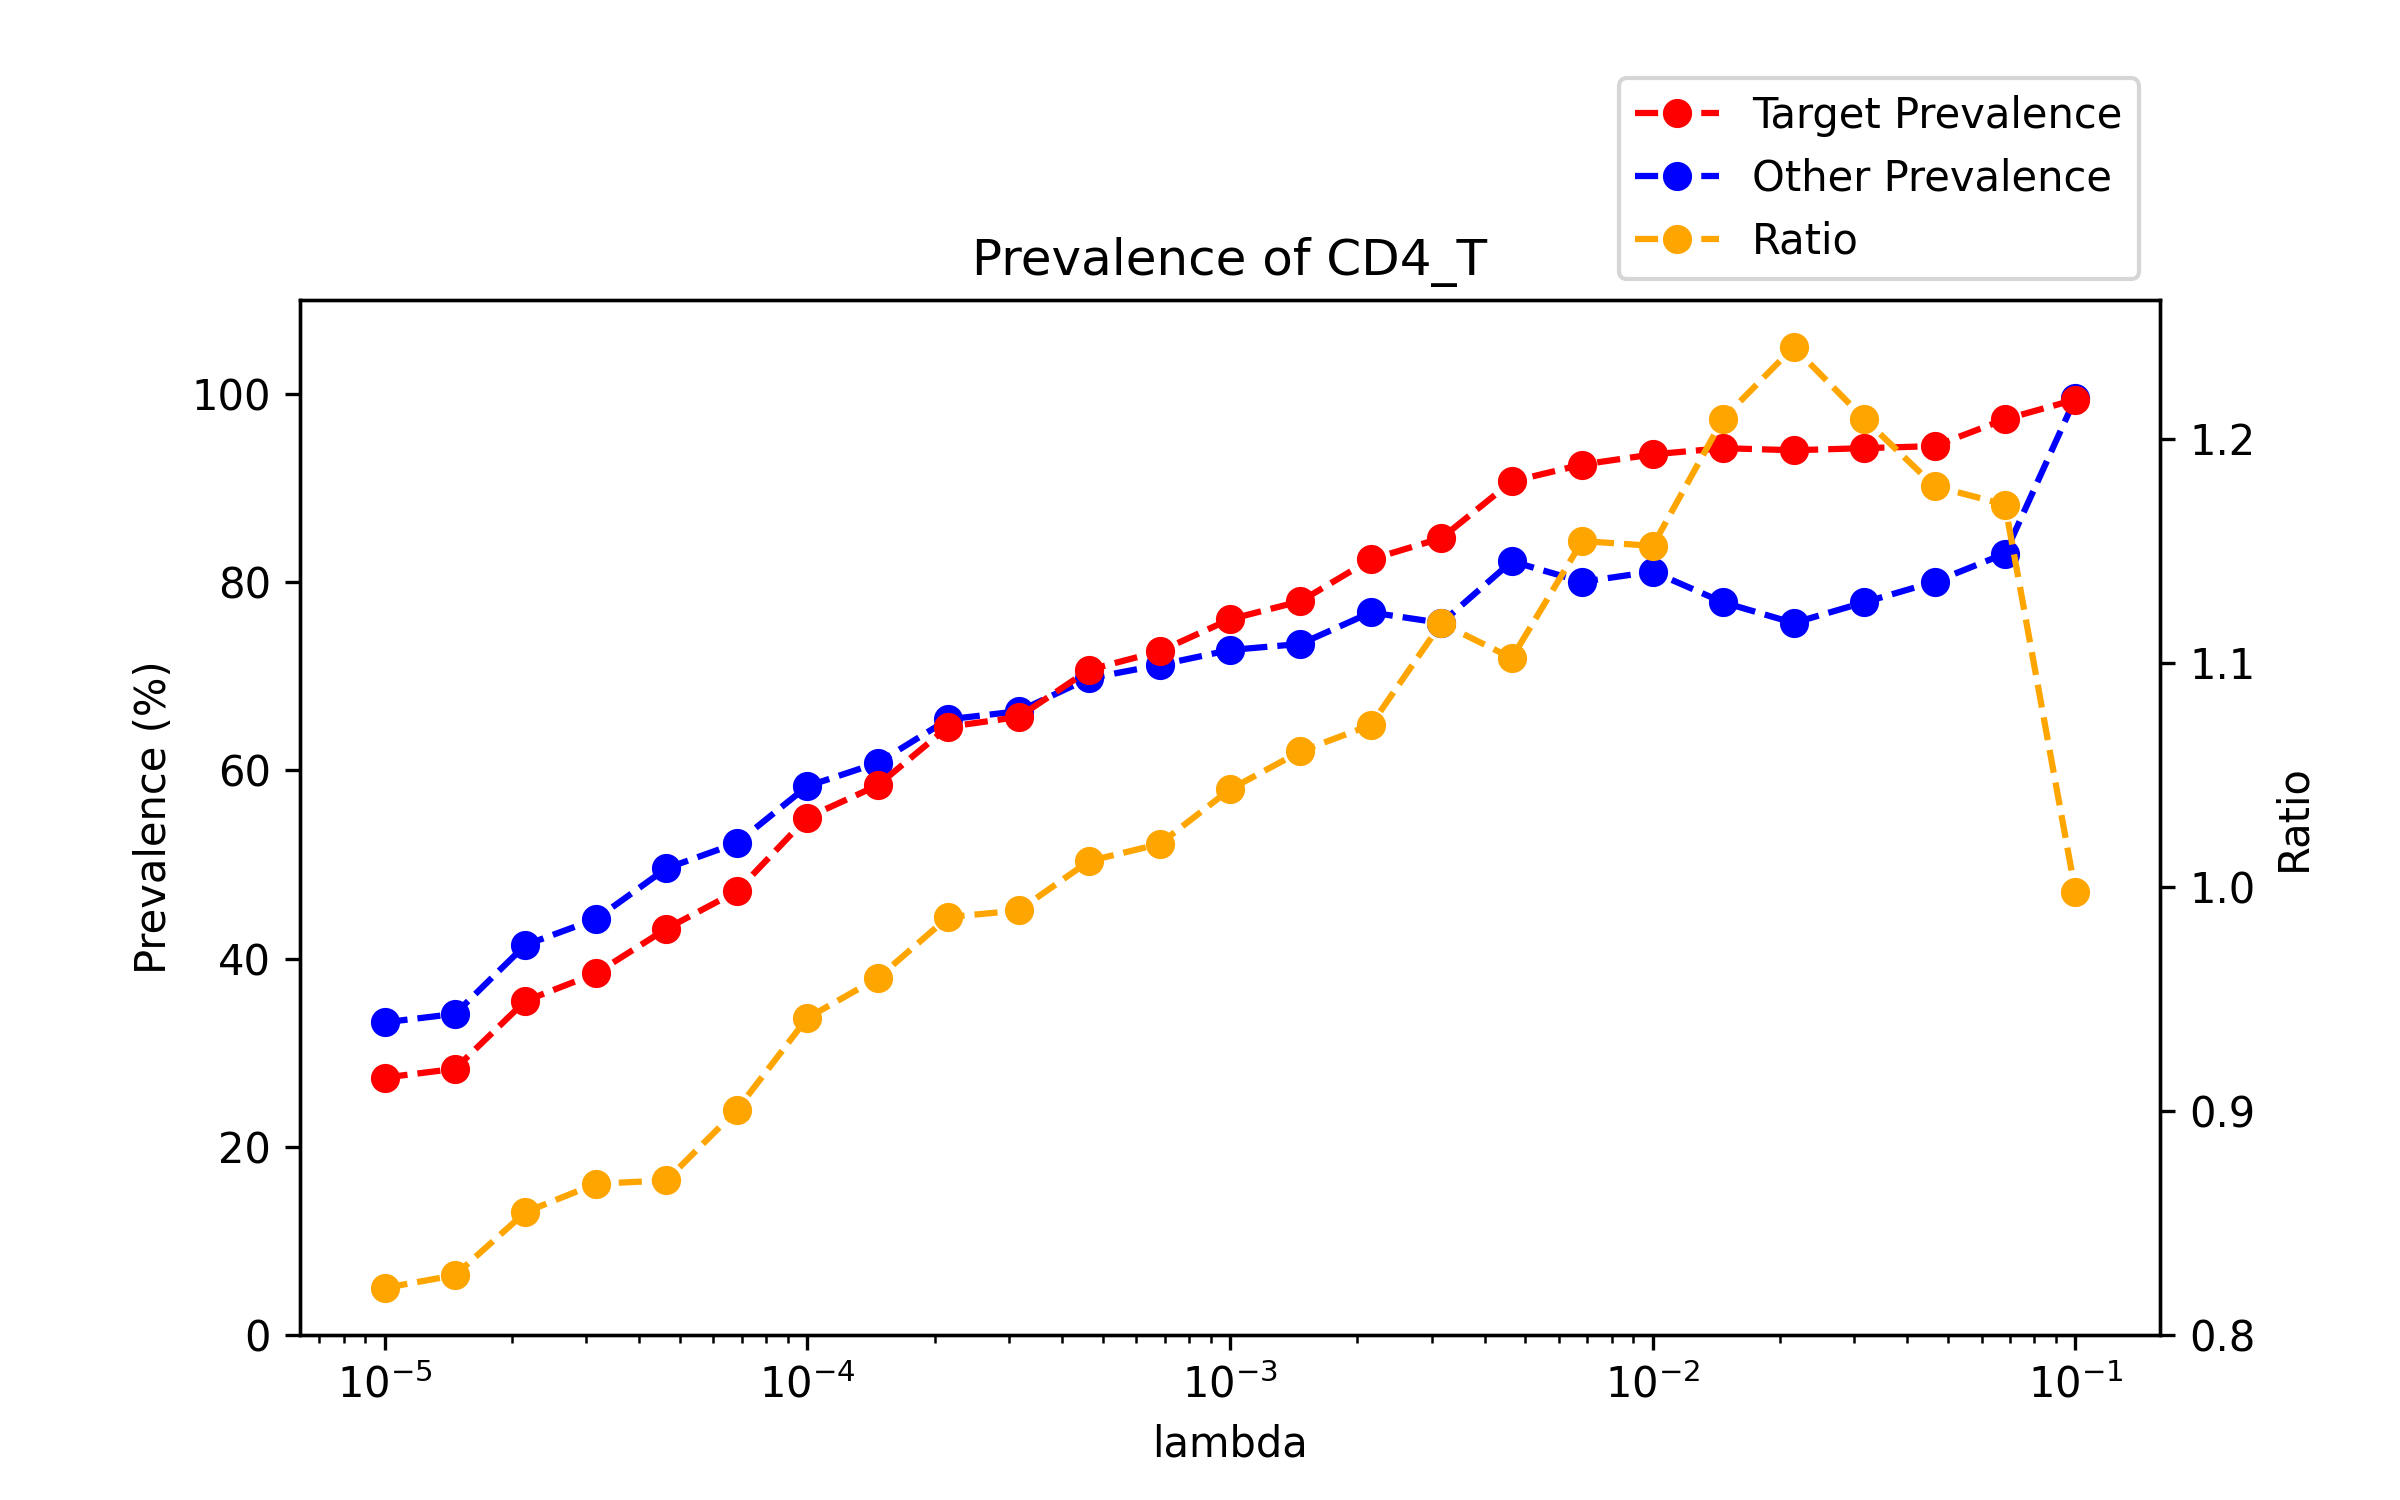 Target Prevalence
Other Prevalence
Ratio
Prevalence of CD4_T
100
80
60
40
20
0
Prevalence (%)
1.2
1.1
1.0
0.9
0.8
Ratio
10⁻⁵ 10⁻⁴ 10⁻³ 10⁻² 10⁻¹
lambda